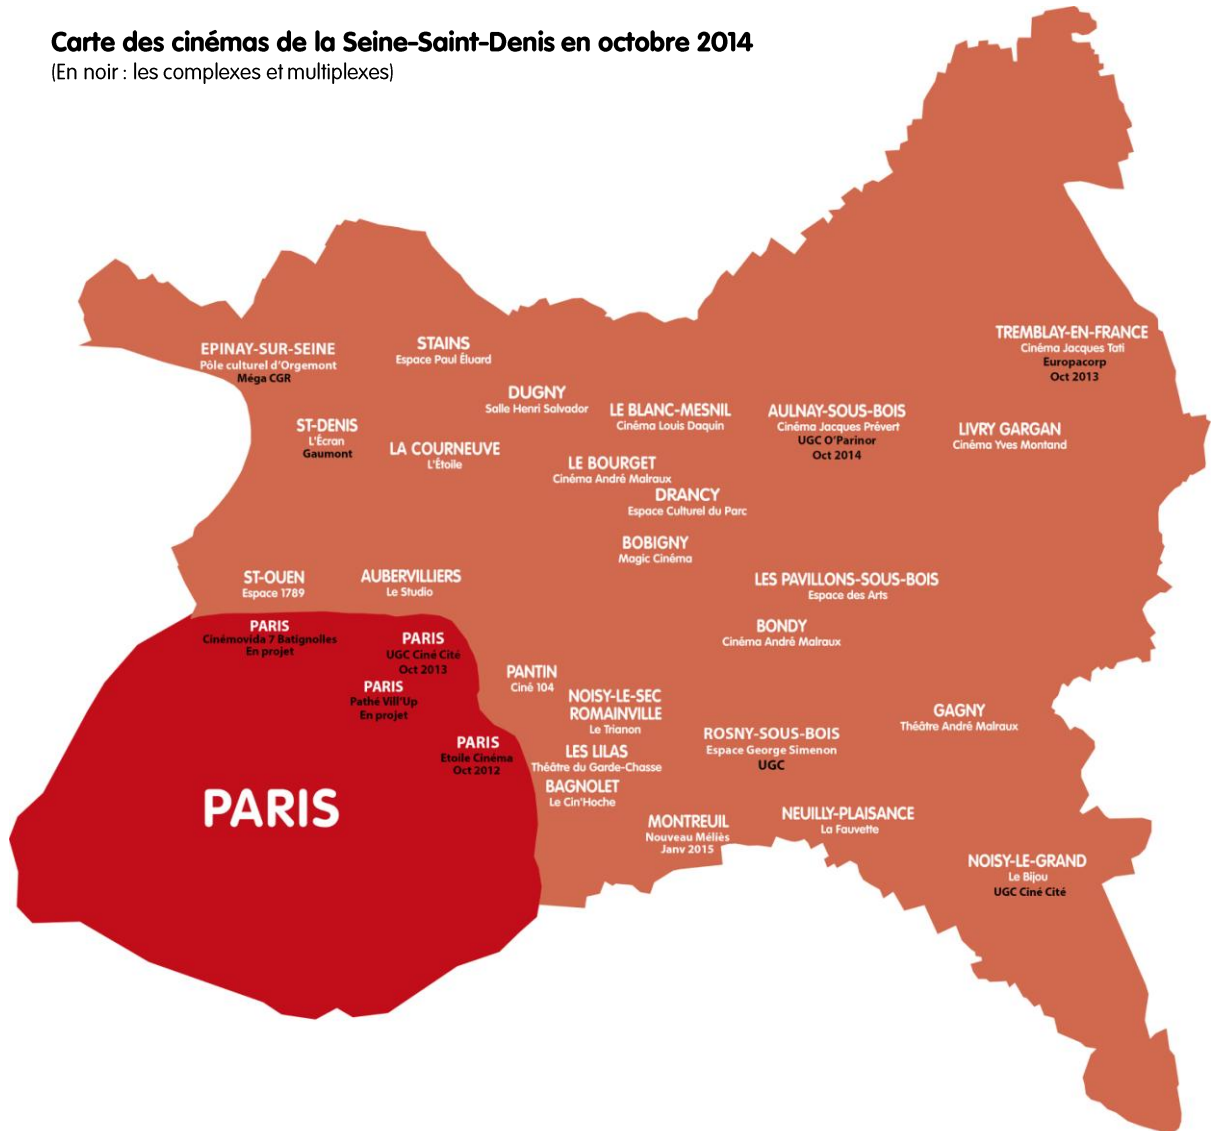 Carte des cinémas de la Seine-Saint-Denis en octobre 2014
(En noir : les complexes et multiplexes)
EPINAY-SUR-SEINE
Pôle culturel d'Orgemont
Méga CGR
STAINS
Espace Paul Éluard
TREMBLAY-EN-FRANCE
Cinéma Jacques Tati
Europacorp
Oct 2013
DUGNY
Salle Henri Salvador
LE BLANC-MESNIL
Cinéma Louis Daquin
AULNAY-SOUS-BOIS
Cinéma Jacques Prévert
UGC O'Parinor
Oct 2014
ST-DENIS
L'Écran
Gaumont
LIVRY GARGAN
Cinéma Yves Montand
LA COURNEUVE
L'Étoile
LE BOURGET
Cinéma André Malraux
DRANCY
Espace Culturel du Parc
BOBIGNY
Magic Cinéma
ST-OUEN
Espace 1789
AUBERVILLIERS
Le Studio
LES PAVILLONS-SOUS-BOIS
Espace des Arts
PARIS
Cinémovida 7 Batignolles
En projet
PARIS
UGC Ciné Cité
Oct 2013
BONDY
Cinéma André Malraux
PARIS
Pathé Vill'Up
En projet
PANTIN
Ciné 104
NOISY-LE-SEC
ROMAINVILLE
Le Trianon
GAGNY
Théâtre André Malraux
ROSNY-SOUS-BOIS
Espace George Simenon
UGC
PARIS
Etoile Cinéma
Oct 2012
LES LILAS
Théâtre du Garde-Chasse
BAGNOLET
Le Cin'Hoche
PARIS
MONTREUIL
Nouveau Méliès
Janv 2015
NEUILLY-PLAISANCE
La Fauvette
NOISY-LE-GRAND
Le Bijou
UGC Ciné Cité